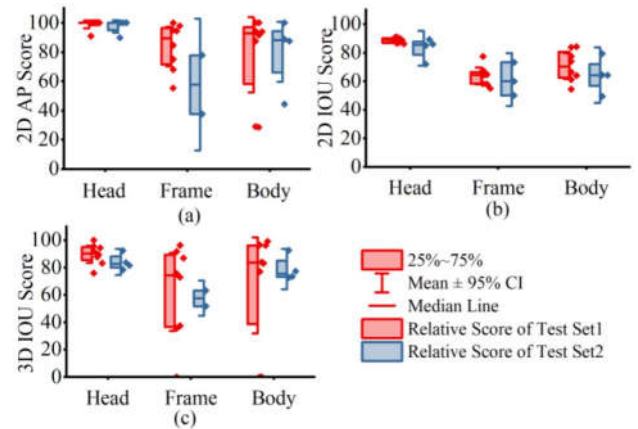 100
80
60
40
20
0
2D AP Score
Head Frame Body
(a)
100
80
60
40
20
0
2D IOU Score
Head Frame Body
(b)
100
80
60
40
20
0
3D IOU Score
Head Frame Body
(c)
25%~75%
Mean ± 95% CI
Median Line
Relative Score of Test Set1
Relative Score of Test Set2